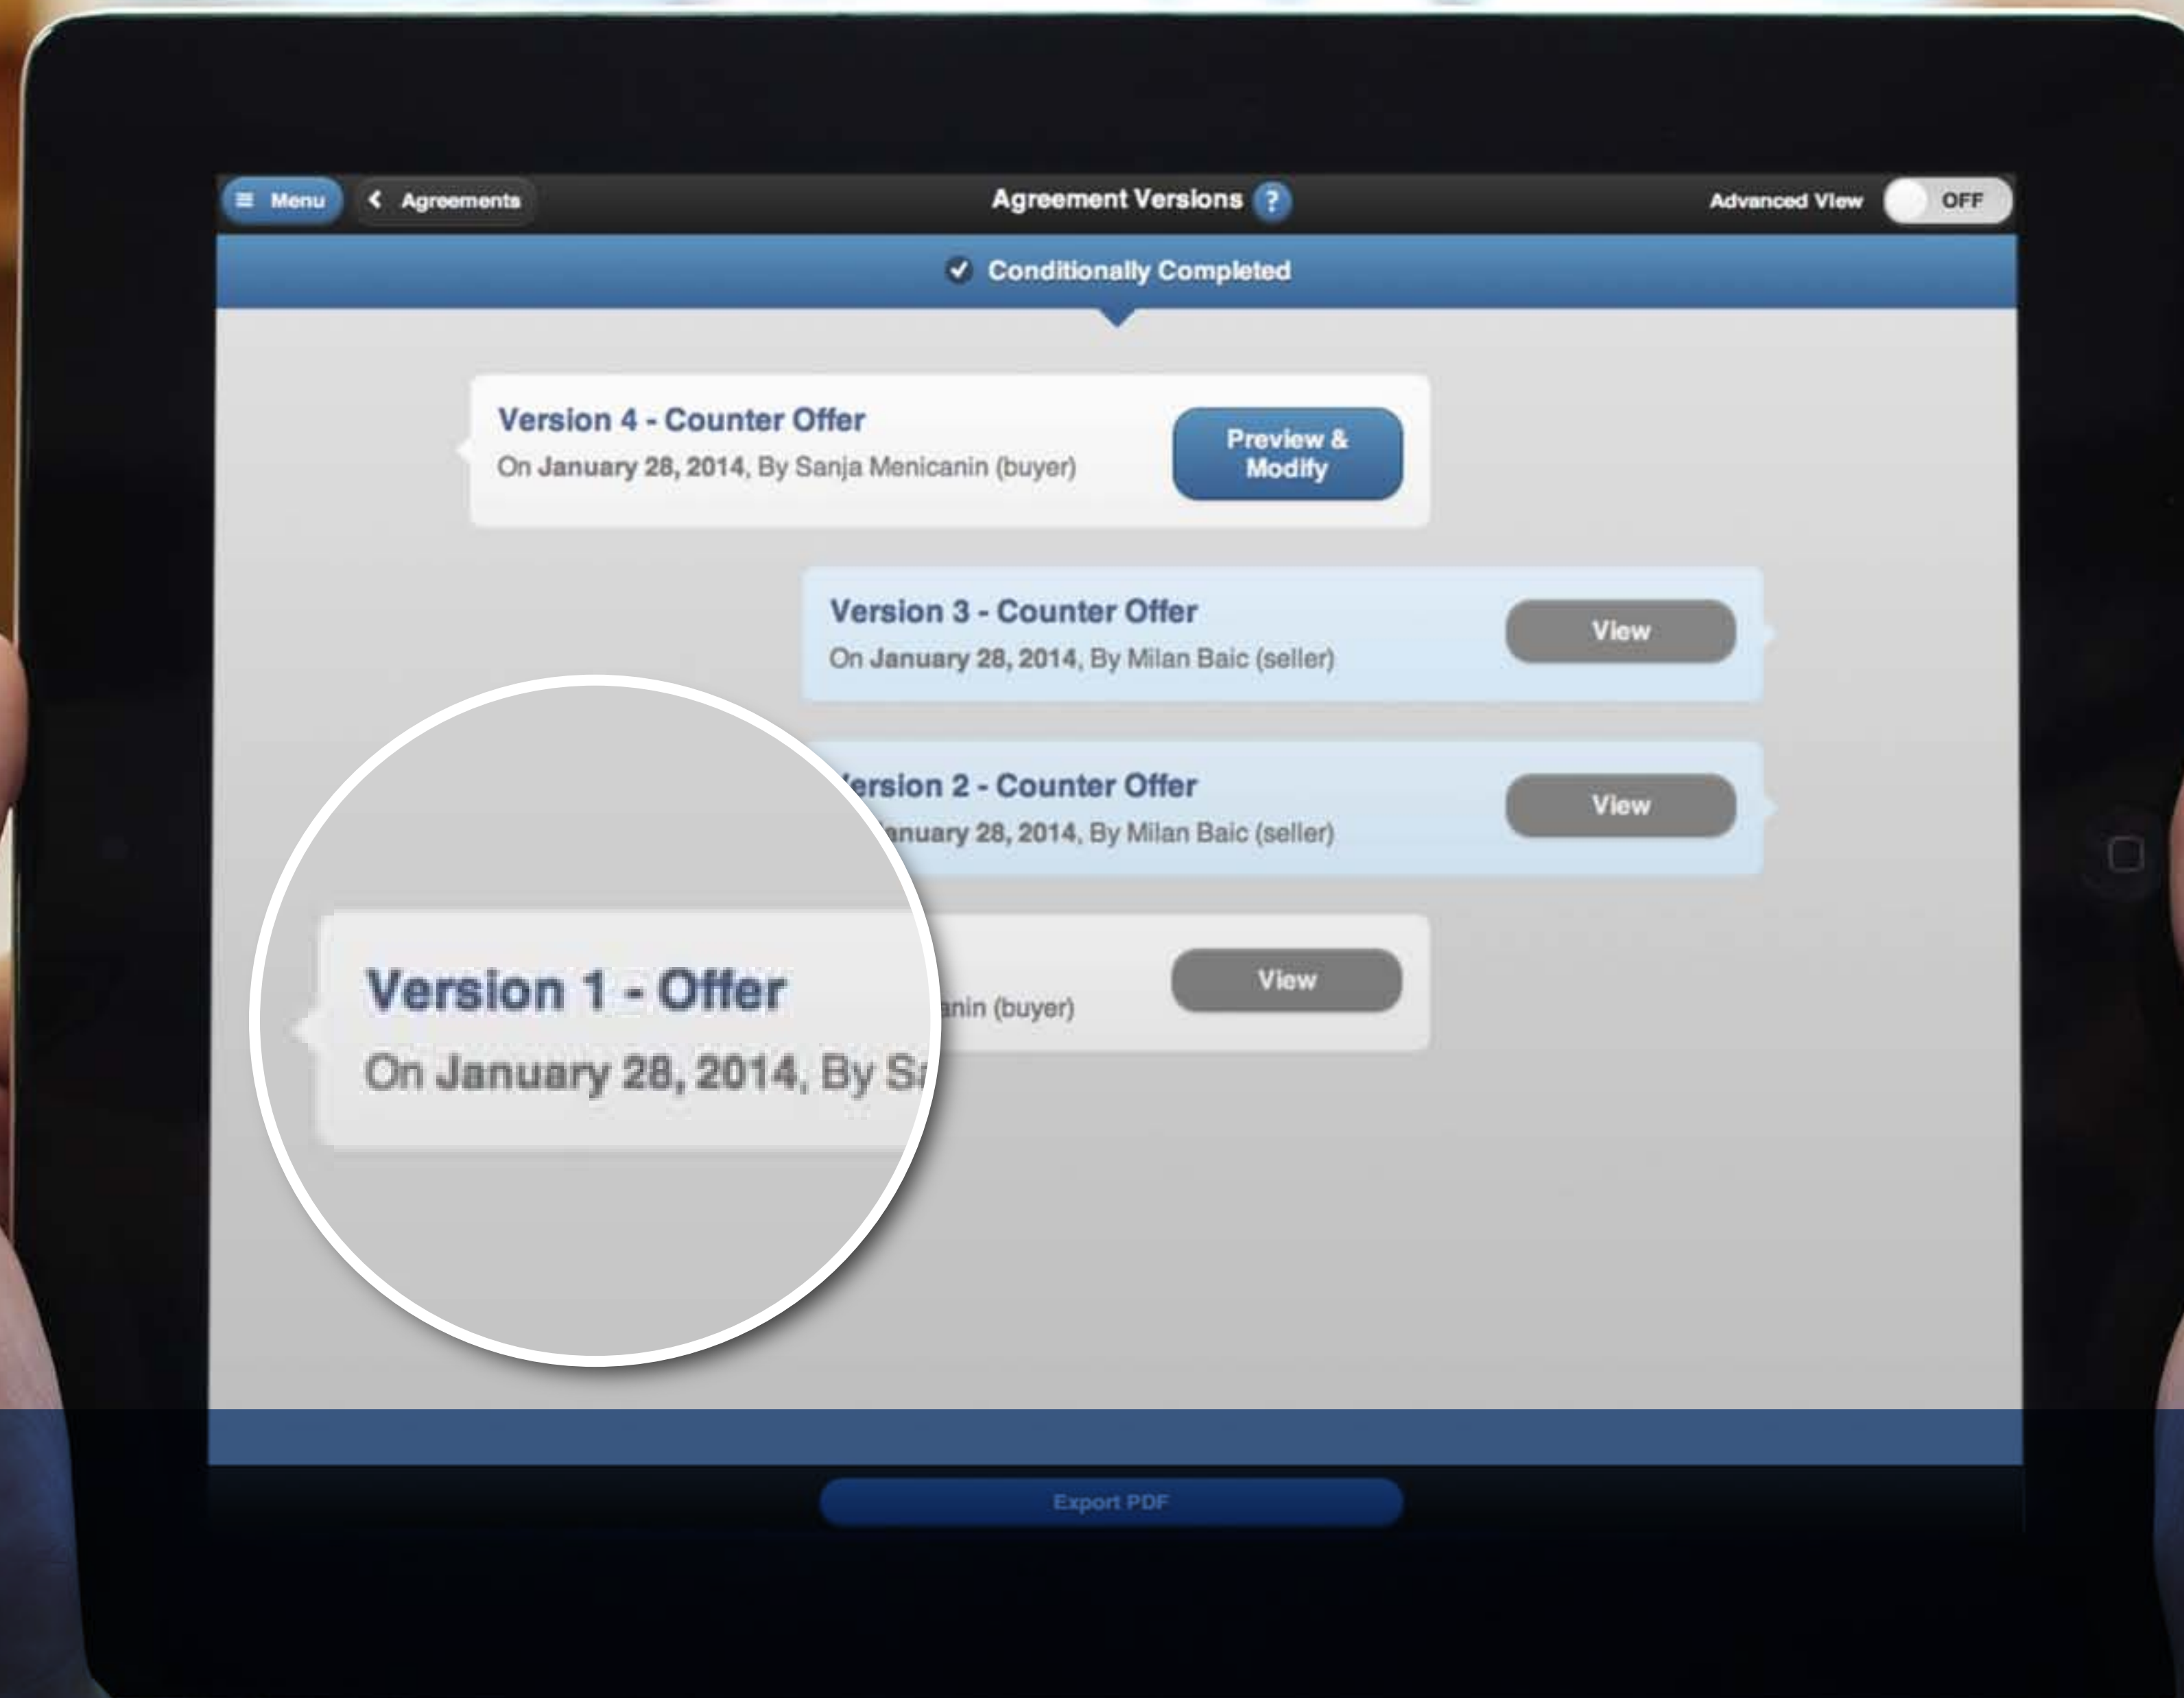 Menu
Agreements
Agreement Versions ?
Advanced View OFF
Conditionally Completed
Version 4 - Counter Offer
On January 28, 2014, By Sanja Menicanin (buyer)
Preview &
Modify
Version 3 - Counter Offer
On January 28, 2014, By Milan Baic (seller)
View
ersion 2 - Counter Offer
anuary 28, 2014, By Milan Baic (seller)
View
Version 1 - Offer
On January 28, 2014, By Sa
anin (buyer)
View
Export PDF